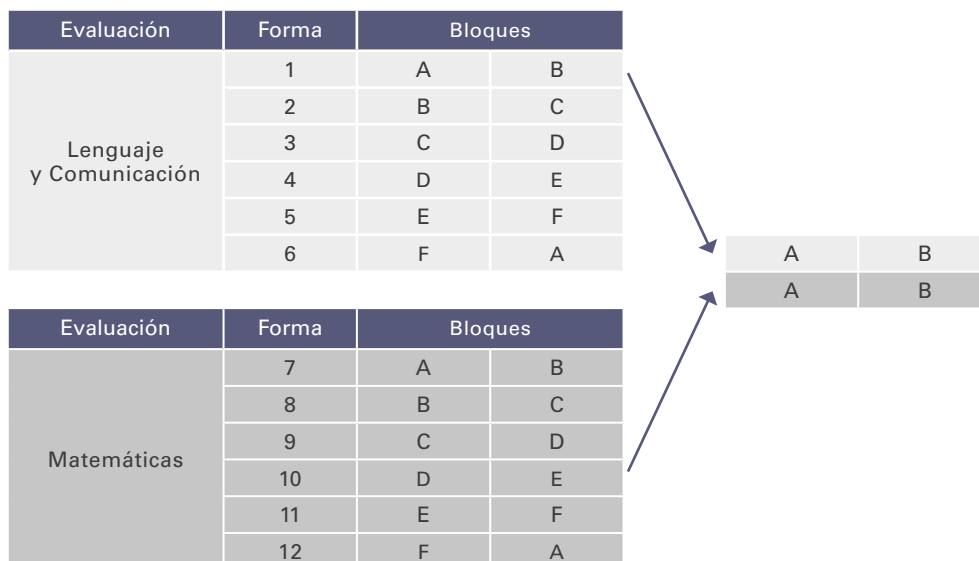 Evaluación Forma Bloques
1 A B
2 B C
3 C D
Lenguaje
y Comunicación
4 D E
5 E F
6 F A
A B
A B
Evaluación Forma Bloques
7 A B
8 B C
9 C D
Matemáticas
10 D E
11 E F
12 F A